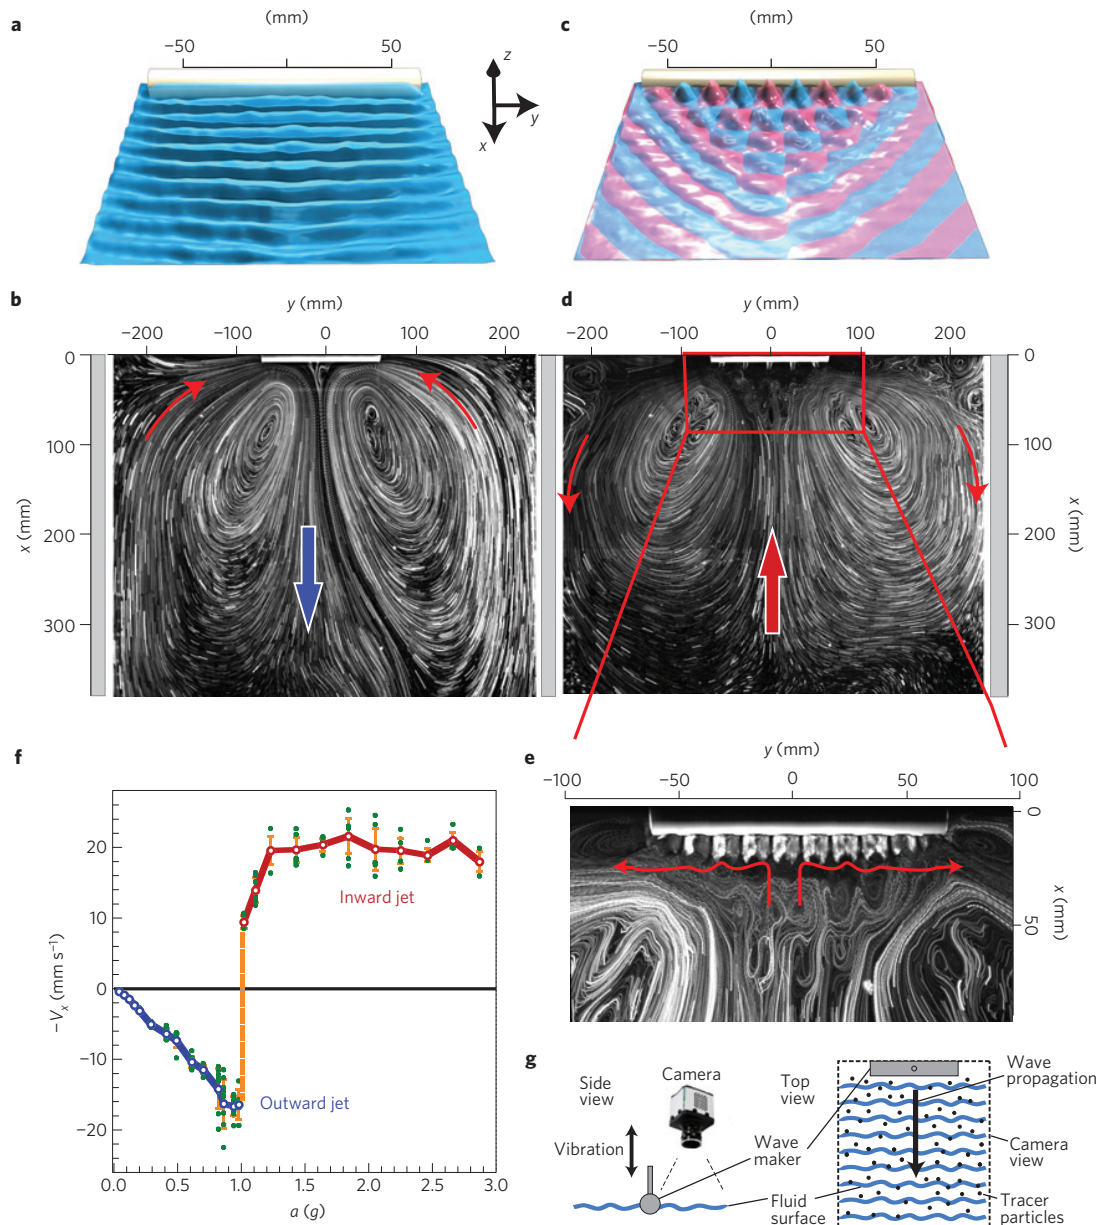 a
(mm)
−50
50
z
y
x
c
(mm)
−50
50
b
y (mm)
−200
−100
0
100
200
0
100
200
300
x (mm)
d
y (mm)
−200
−100
0
100
200
0
100
200
300
x (mm)
f
20
10
0
−10
−20
−Vₓ (mm s⁻¹)
Inward jet
Outward jet
0.0
0.5
1.0
1.5
2.0
2.5
3.0
a (g)
e
y (mm)
−100
−50
0
50
100
0
50
x (mm)
g
Side
view
Camera
Vibration
Top
view
Wave
maker
Fluid
surface
Wave
propagation
Camera
view
Tracer
particles